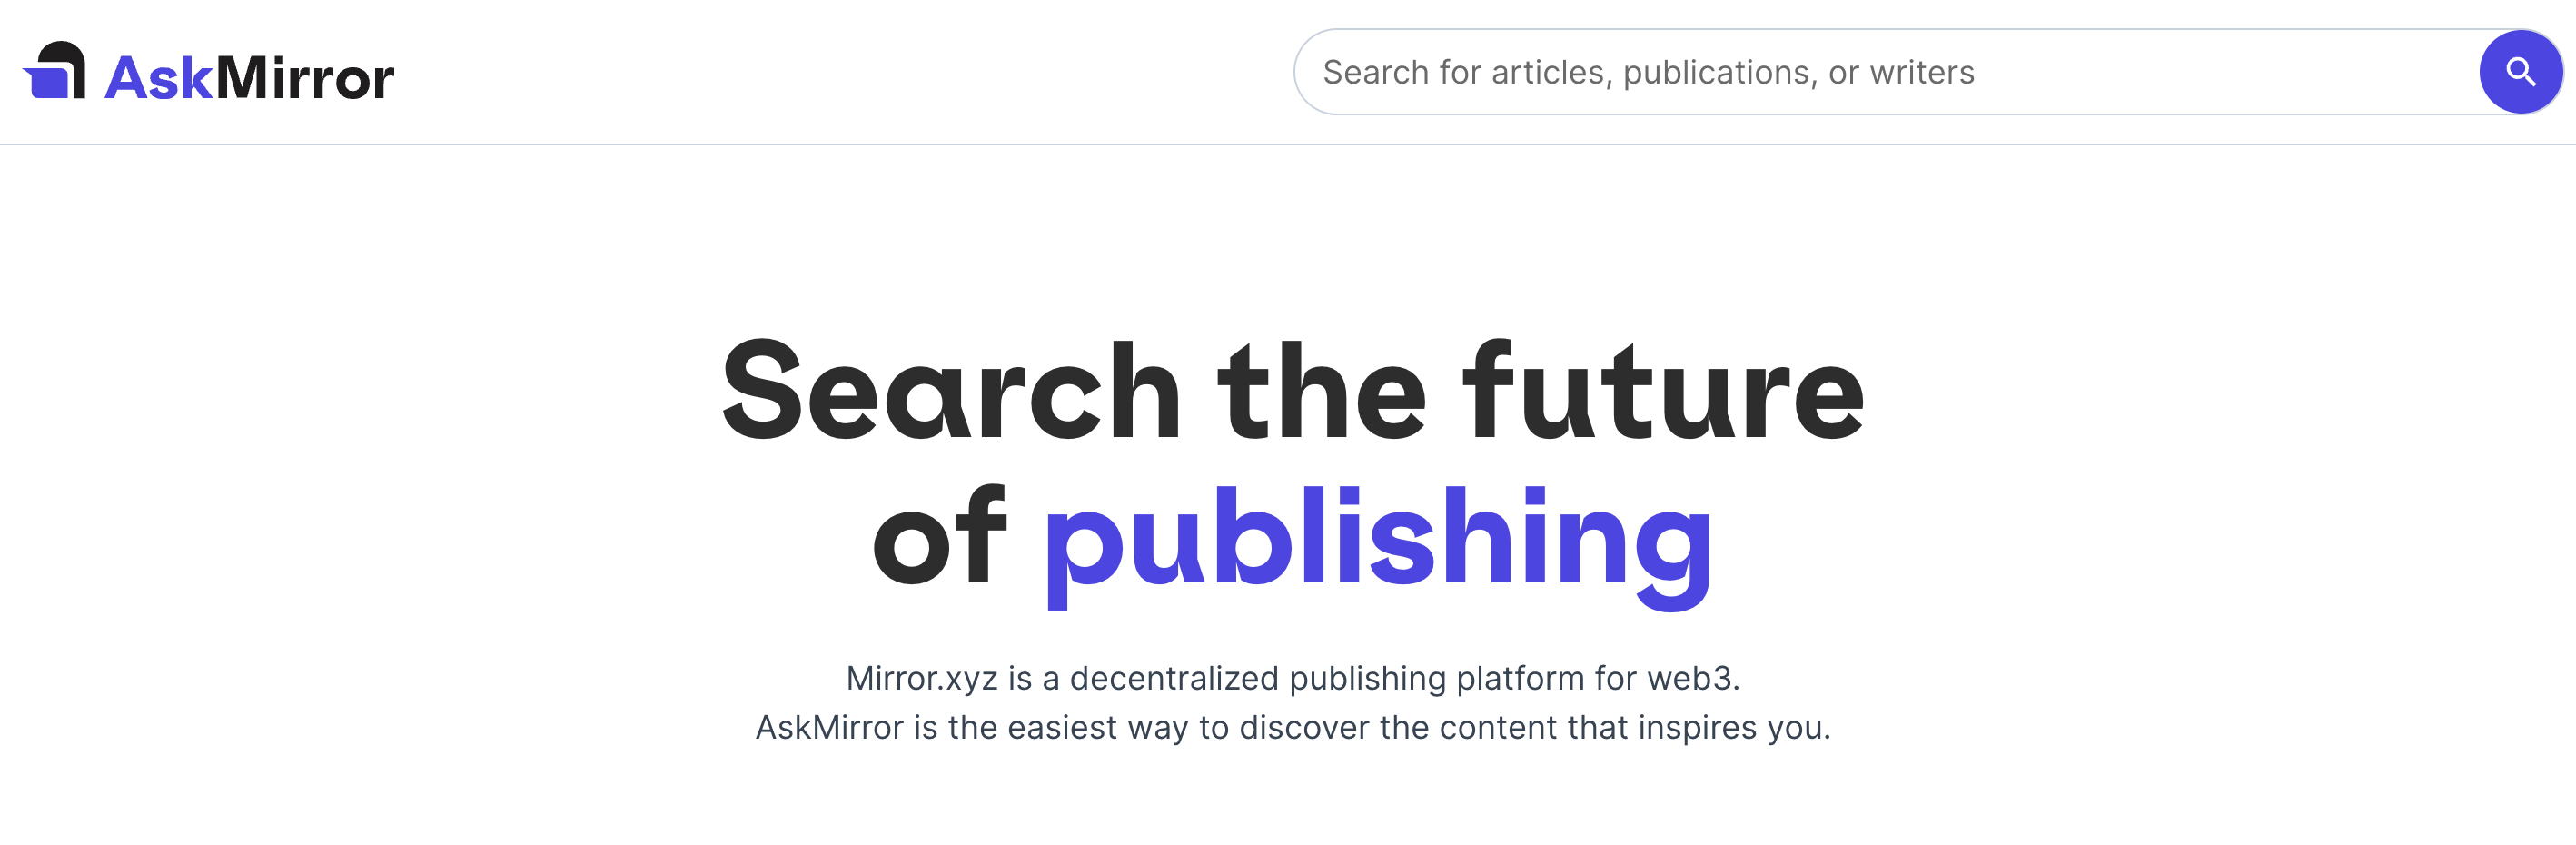 AskMirror
Search for articles, publications, or writers
Search the future
of publishing
Mirror.xyz is a decentralized publishing platform for web3.
AskMirror is the easiest way to discover the content that inspires you.